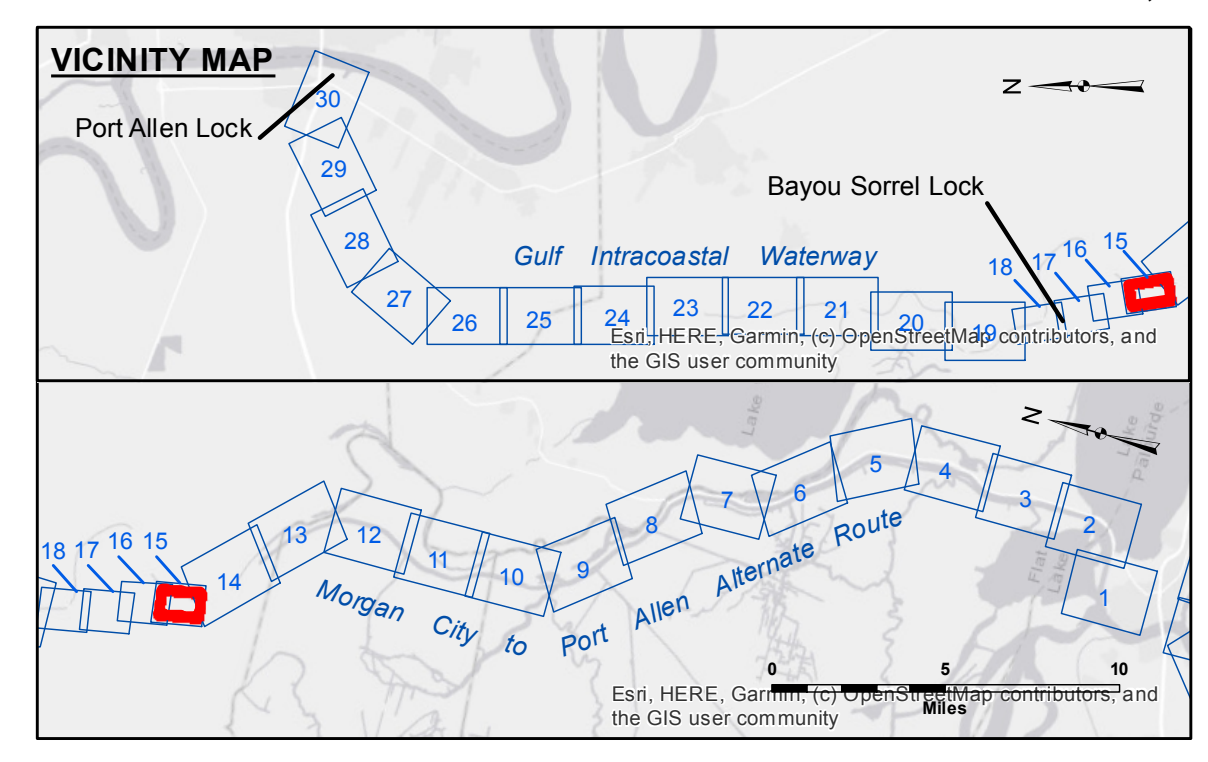 VICINITY MAP
N
30
Port Allen Lock
29
Bayou Sorrel Lock
28
Gulf Intracoastal Waterway
15
16
17
18
27
26
25
24
23
22
21
20
19
Esri, HERE, Garmin, (c) OpenStreetMap contributors, and
the GIS user community
N
Lake
Lake
Palourde
5
4
3
2
6
7
8
13
12
11
10
9
18
17
16
15
14
Flat
Lake
1
Morgan City to Port Allen Alternate Route
0
5
10
Miles
Esri, HERE, Garmin, (c) OpenStreetMap contributors, and
the GIS user community